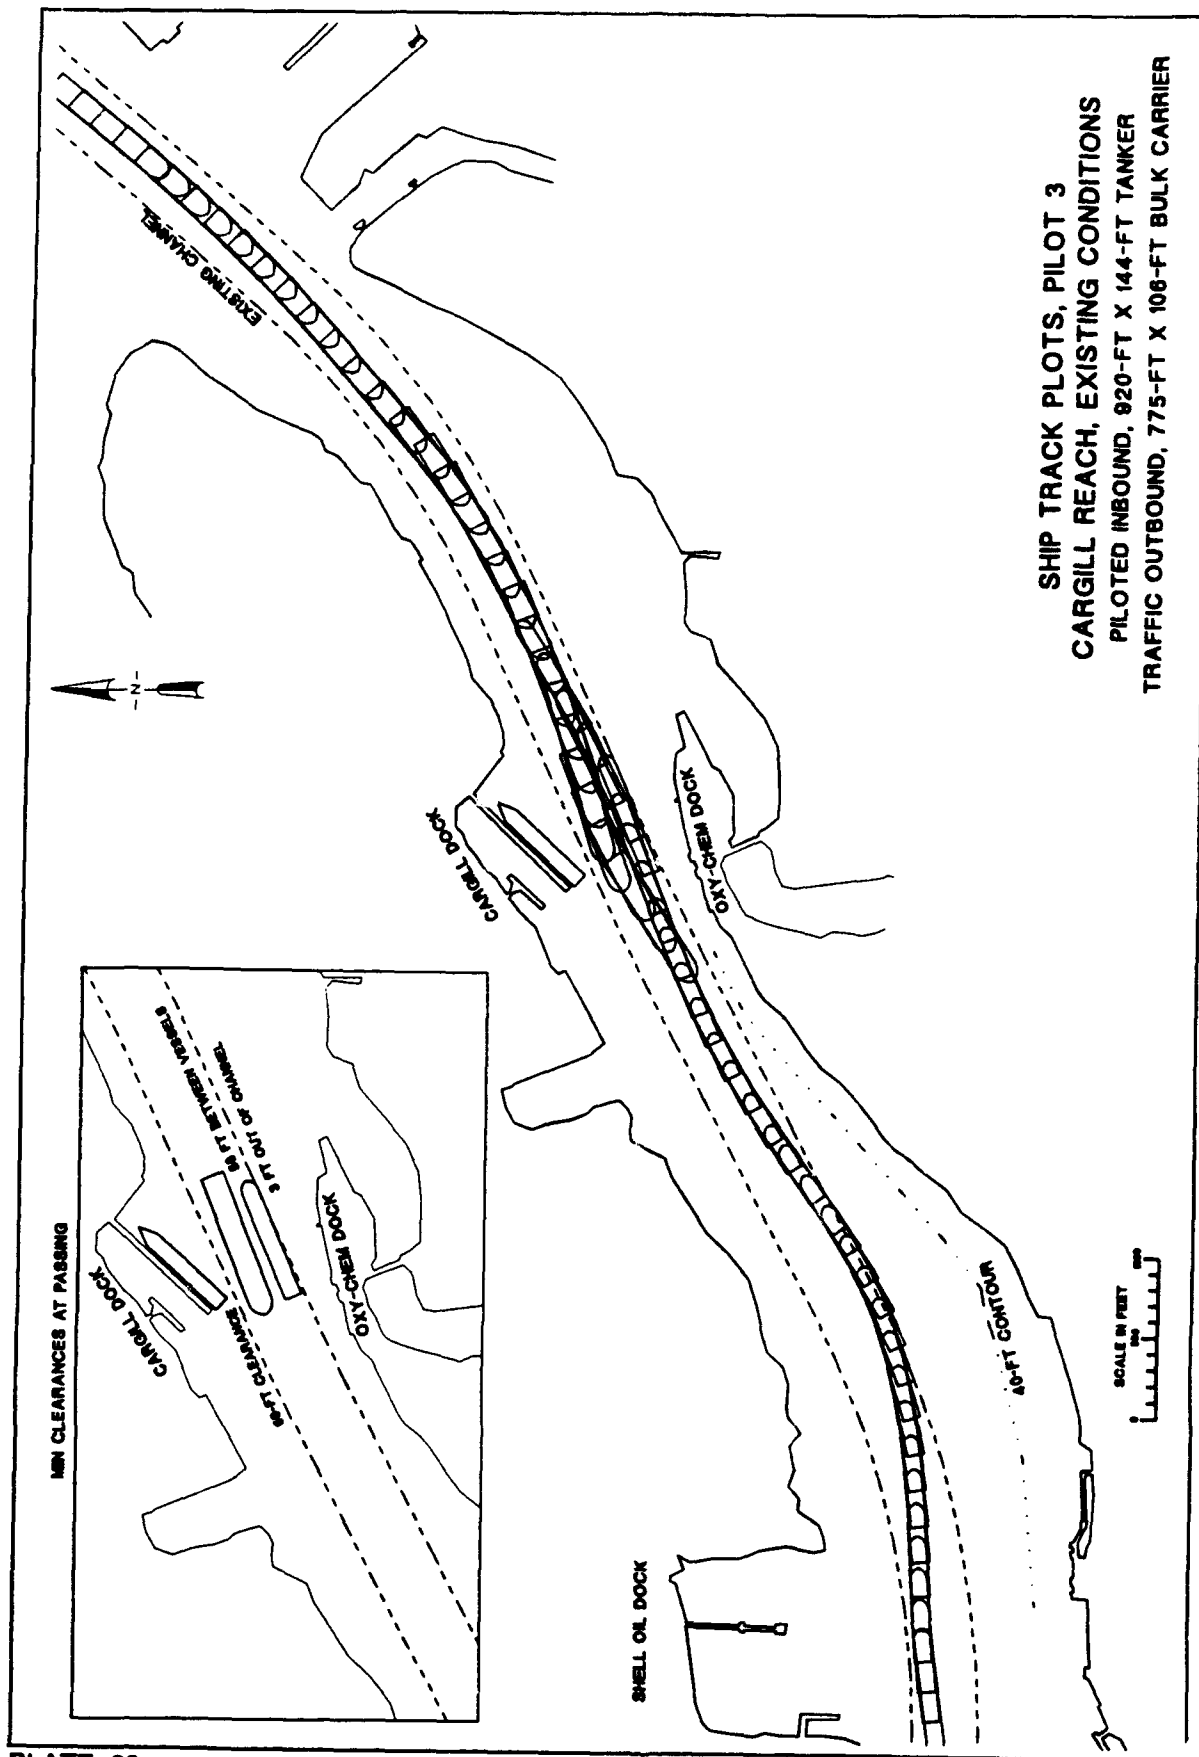 SHIP TRACK PLOTS, PILOT 3
CARGILL REACH, EXISTING CONDITIONS
PILOTED INBOUND, 920-FT X 144-FT TANKER
TRAFFIC OUTBOUND, 775-FT X 106-FT BULK CARRIER
MIN CLEARANCES AT PASSING
CARGILL DOCK
FT BETWEEN VESSELS
3 FT OUT OF CHANNEL
OXY-CHEM DOCK
CLEARANCE
-N-
EXISTING CHANNEL
CARGILL DOCK
OXY-CHEM DOCK
SHELL OIL DOCK
40-FT CONTOUR
SCALE IN FEET
0
PLATE